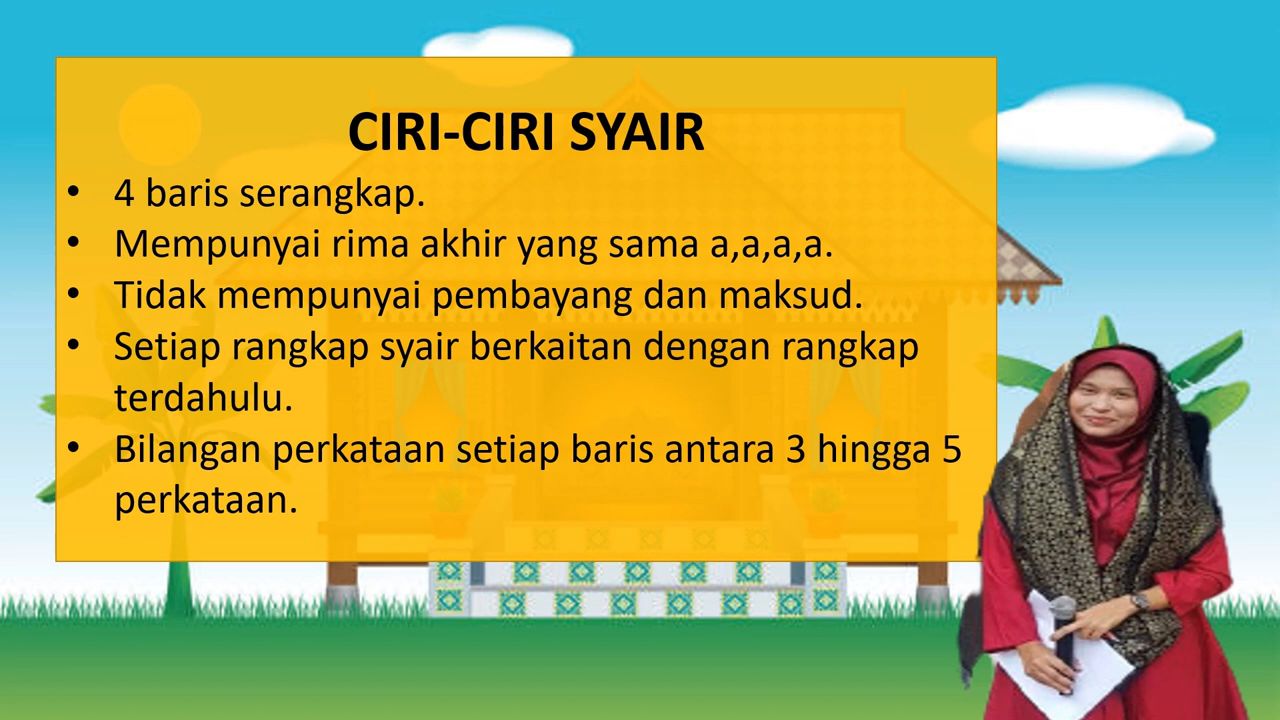 CIRI-CIRI SYAIR
• 4 baris serangkap.
• Mempunyai rima akhir yang sama a,a,a,a.
• Tidak mempunyai pembayang dan maksud.
• Setiap rangkap syair berkaitan dengan rangkap
terdahulu.
• Bilangan perkataan setiap baris antara 3 hingga 5
perkataan.